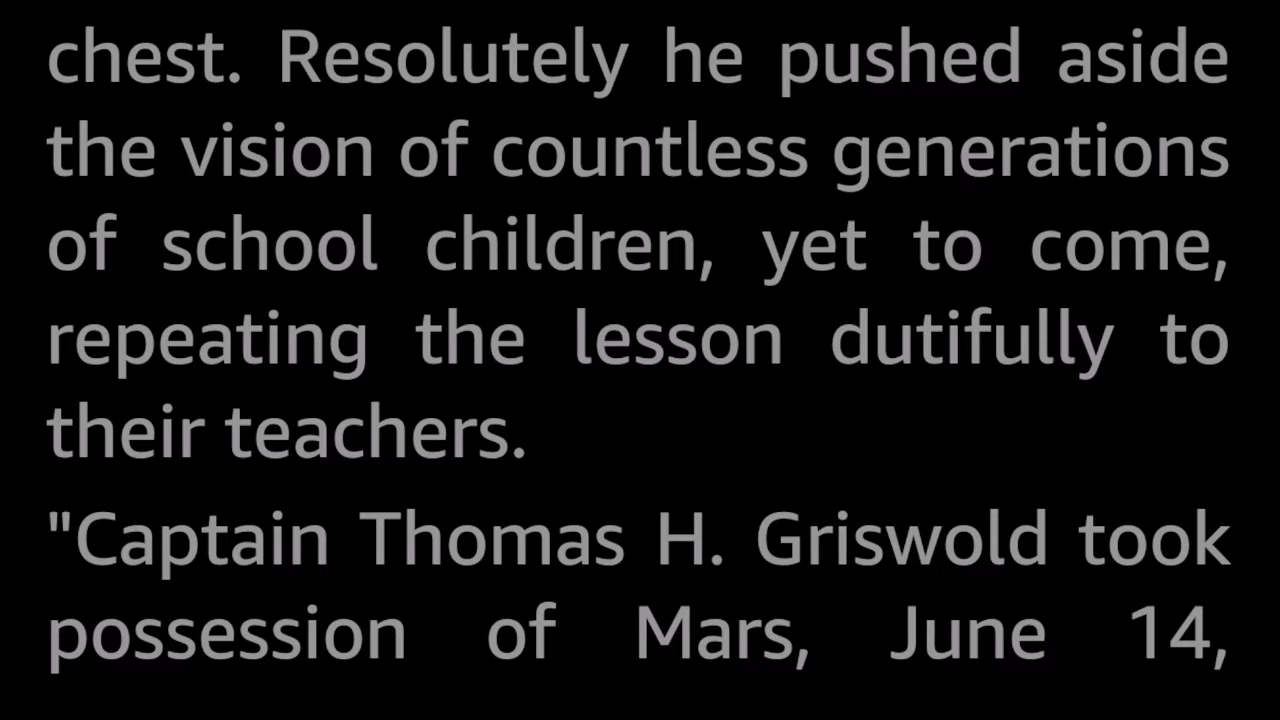 chest. Resolutely he pushed aside
the vision of countless generations
of school children, yet to come,
repeating the lesson dutifully to
their teachers.
"Captain Thomas H. Griswold took
possession of Mars, June 14,